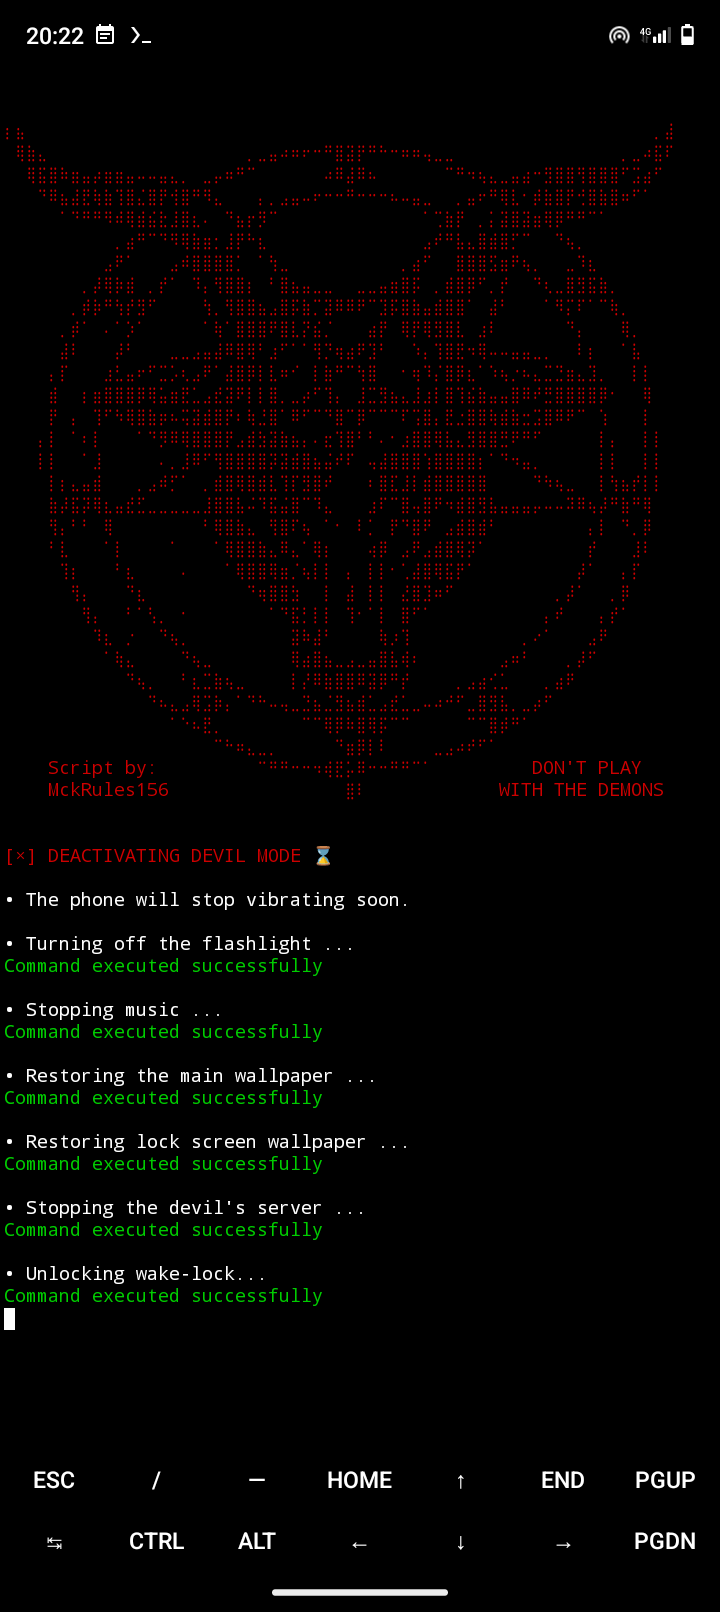 20:22
4G
Script by:
MckRules156
DON'T PLAY
WITH THE DEMONS
[×] DEACTIVATING DEVIL MODE ⌛
• The phone will stop vibrating soon.
• Turning off the flashlight ...
Command executed successfully
• Stopping music ...
Command executed successfully
• Restoring the main wallpaper ...
Command executed successfully
• Restoring lock screen wallpaper ...
Command executed successfully
• Stopping the devil's server ...
Command executed successfully
• Unlocking wake-lock...
Command executed successfully
ESC / — HOME ↑ END PGUP
↹ CTRL ALT ← ↓ → PGDN